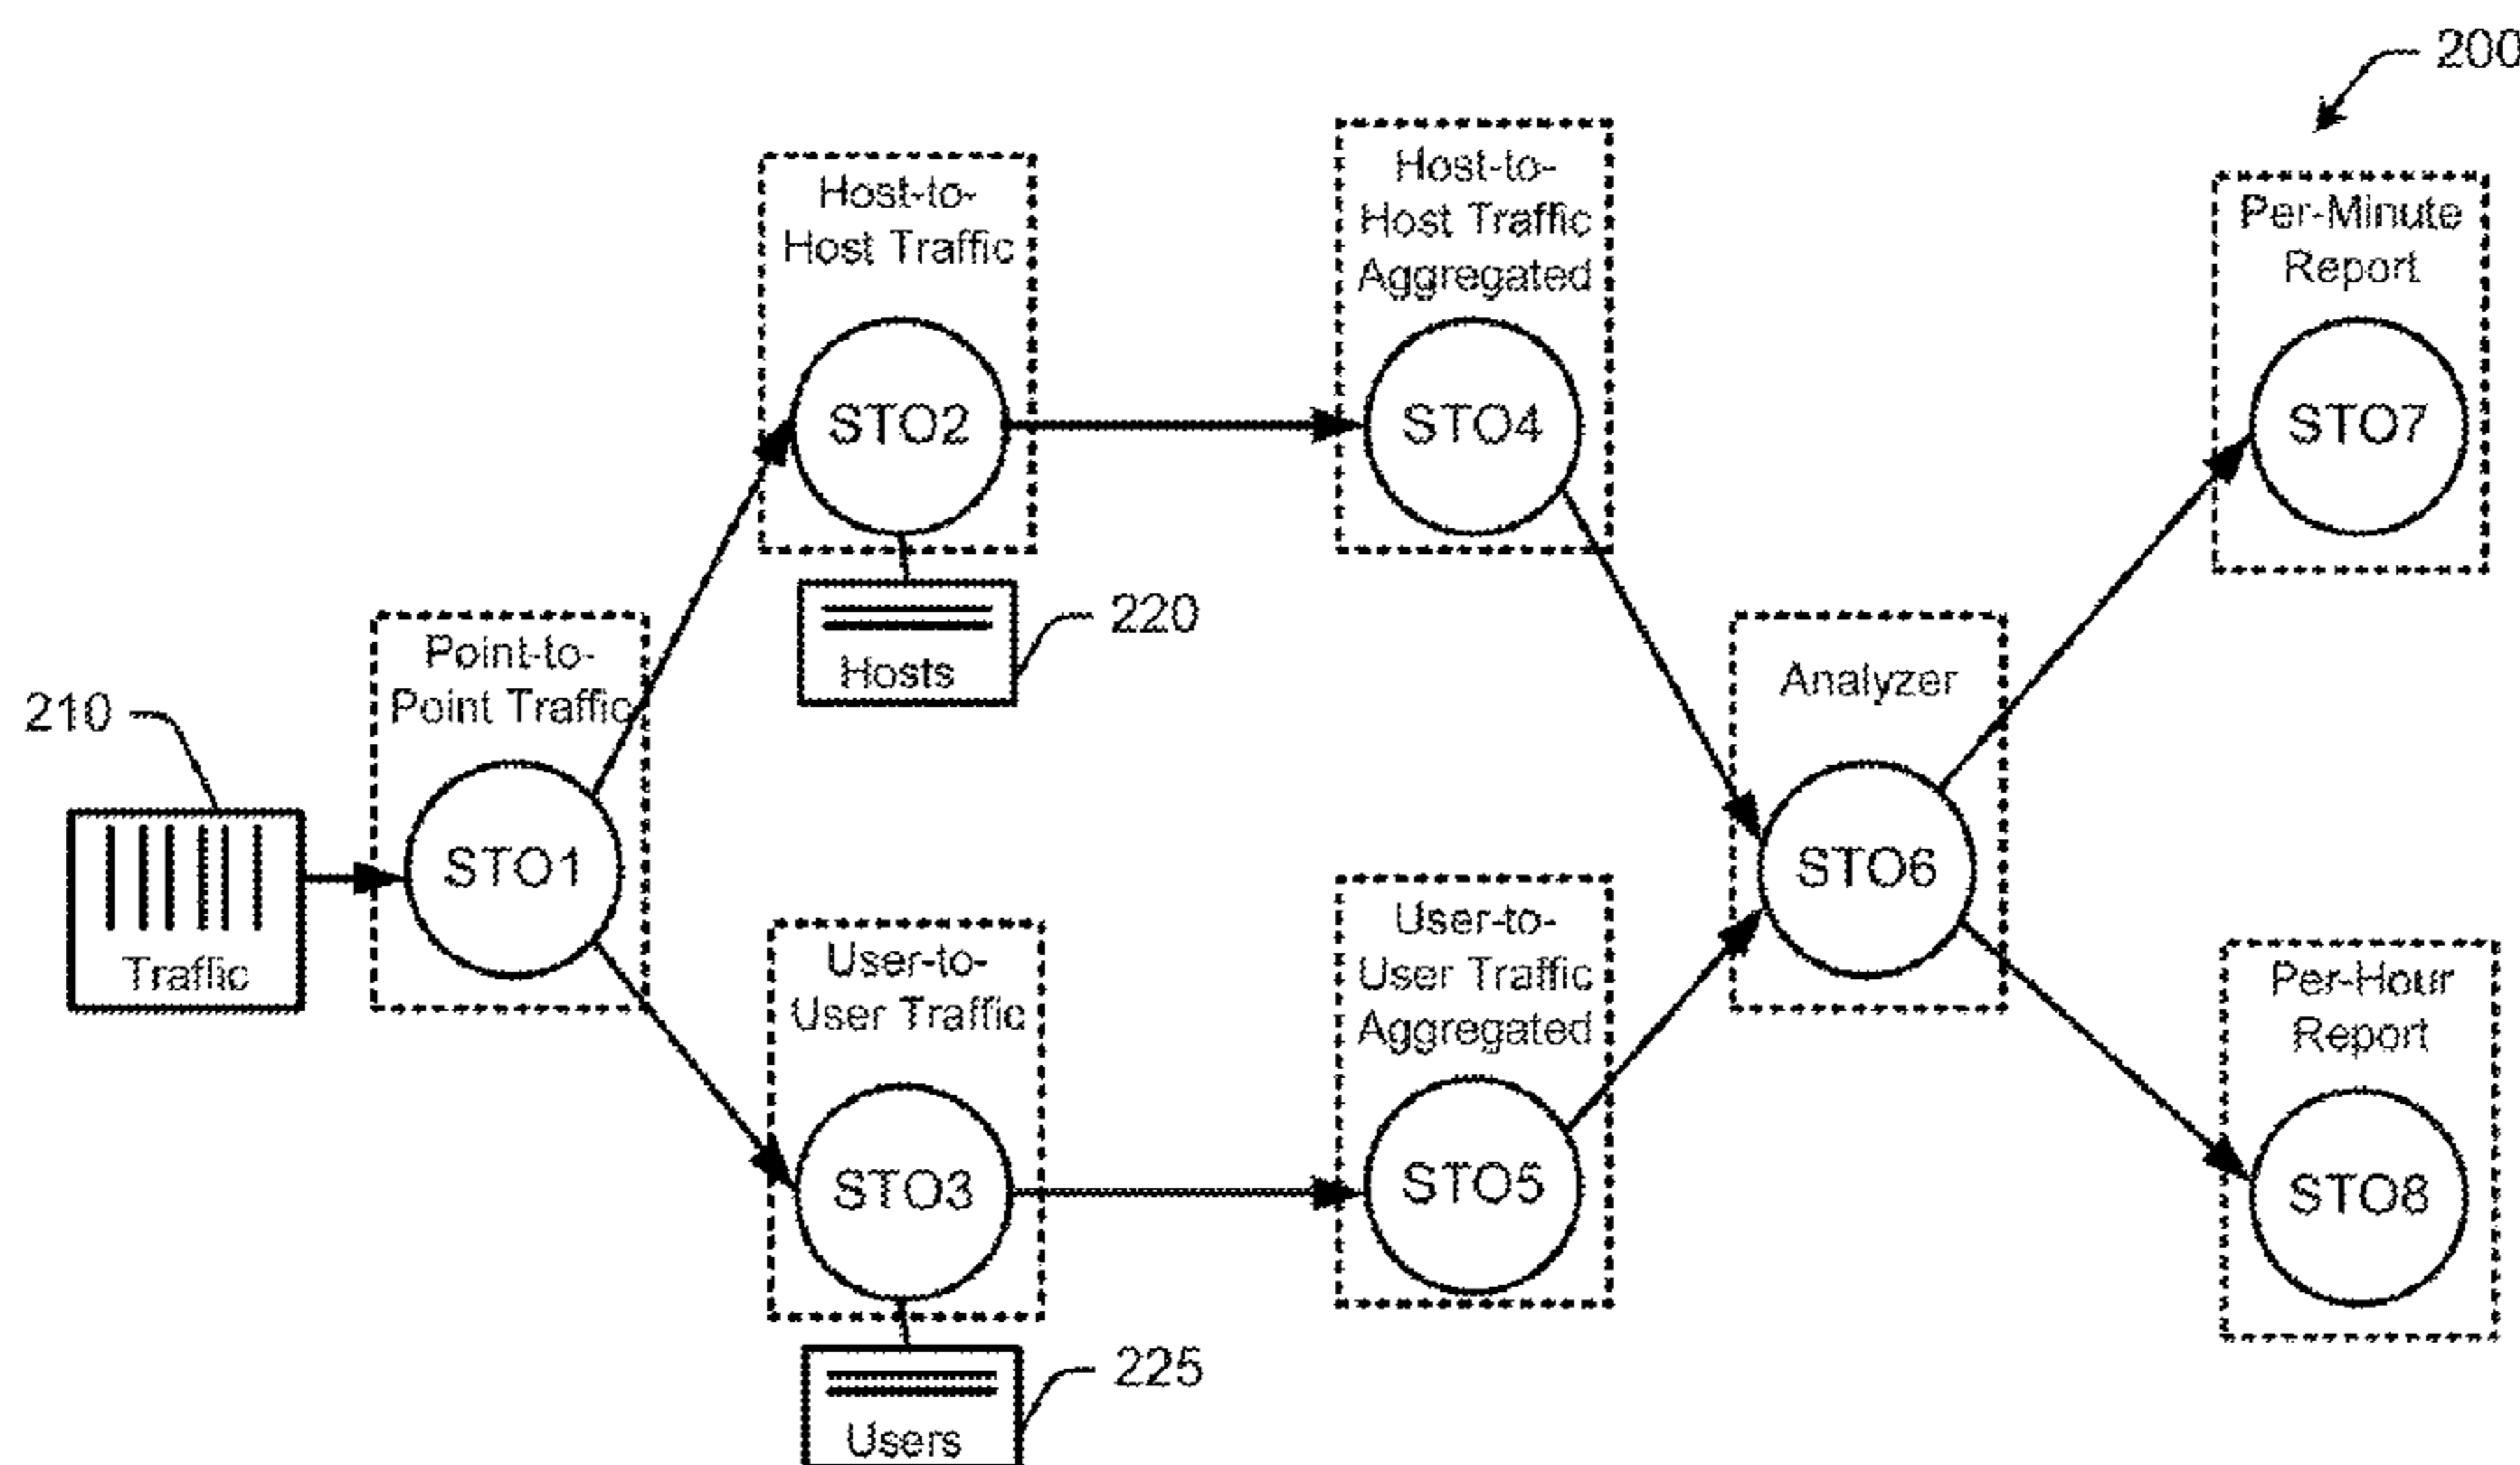 200
Host-to-
Host Traffic
STO2
Hosts
220
Host-to-
Host Traffic
Aggregated
STO4
Per-Minute
Report
STO7
210
Traffic
Point-to-
Point Traffic
STO1
Analyzer
STO6
User-to-
User Traffic
STO3
Users
225
User-to-
User Traffic
Aggregated
STO5
Per-Hour
Report
STO8